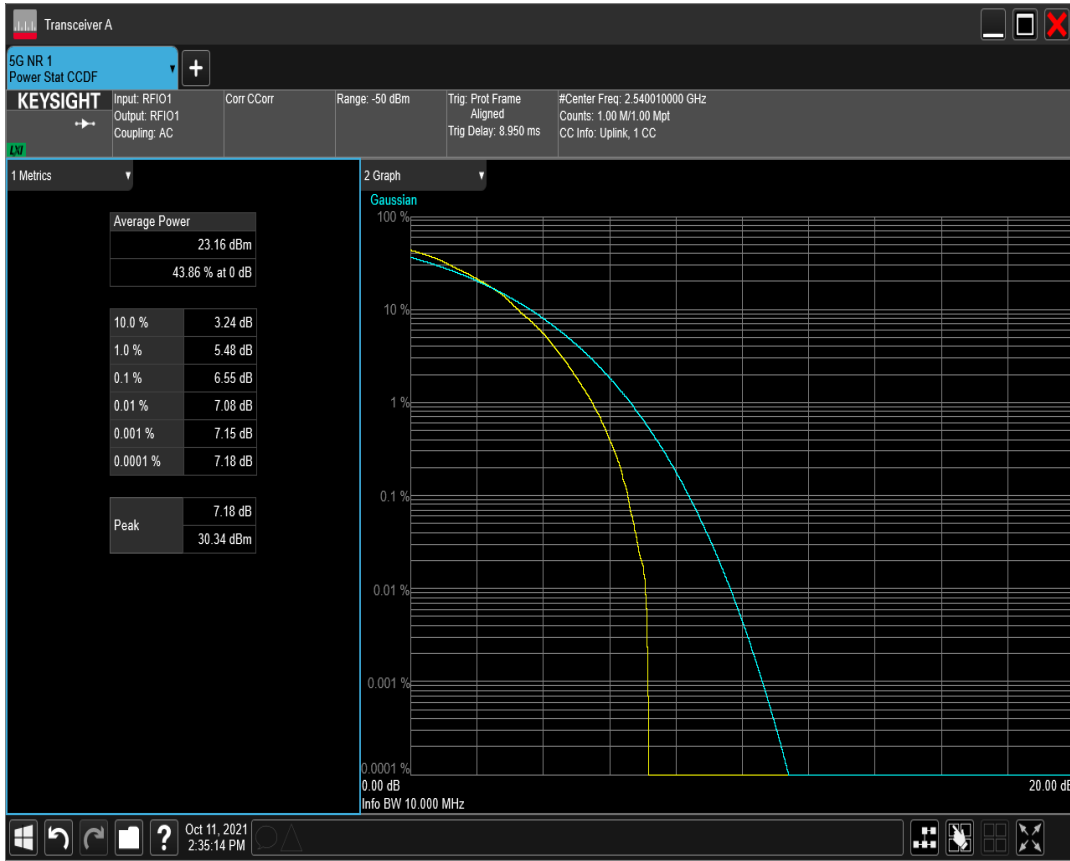 Transceiver A
5G NR 1
Power Stat CCDF
KEYSIGHT
LXI
Input: RFIO1
Output: RFIO1
Coupling: AC
Corr CCorr
Range: -50 dBm
Trig: Prot Frame
Aligned
Trig Delay: 8.950 ms
#Center Freq: 2.540010000 GHz
Counts: 1.00 M/1.00 Mpt
CC Info: Uplink, 1 CC
1 Metrics
Average Power
23.16 dBm
43.86 % at 0 dB
10.0 % 3.24 dB
1.0 % 5.48 dB
0.1 % 6.55 dB
0.01 % 7.08 dB
0.001 % 7.15 dB
0.0001 % 7.18 dB
Peak
7.18 dB
30.34 dBm
2 Graph
Gaussian
100 %
10 %
1 %
0.1 %
0.01 %
0.001 %
0.0001 %
0.00 dB 20.00 dB
Info BW 10.000 MHz
?
Oct 11, 2021
2:35:14 PM